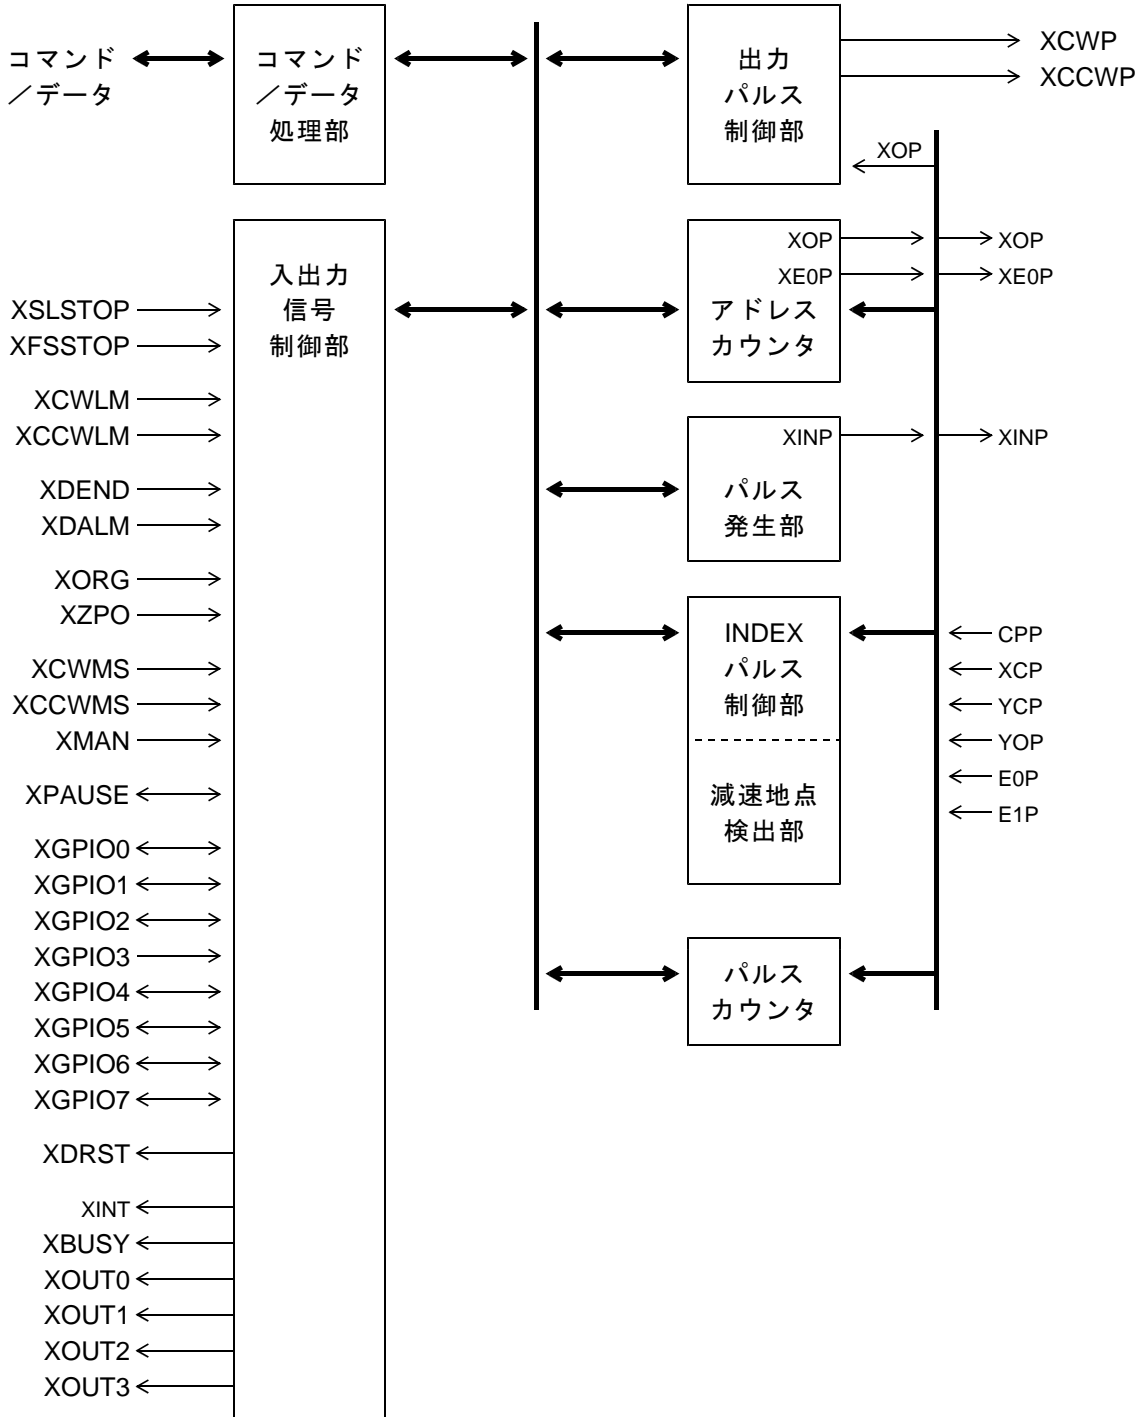 コマンド
／データ
コマンド
／データ
処理部
出力
パルス
制御部
XCWP
XCCWP
XOP
入出力
信号
制御部
XSLSTOP
XFSSTOP
XCWLM
XCCWLM
XDEND
XDALM
XORG
XZPO
XCWMS
XCCWMS
XMAN
XPAUSE
XGPIO0
XGPIO1
XGPIO2
XGPIO3
XGPIO4
XGPIO5
XGPIO6
XGPIO7
XDRST
XINT
XBUSY
XOUT0
XOUT1
XOUT2
XOUT3
XOP
XE0P
アドレス
カウンタ
XOP
XE0P
XINP
パルス
発生部
XINP
INDEX
パルス
制御部
減速地点
検出部
CPP
XCP
YCP
YOP
E0P
E1P
パルス
カウンタ